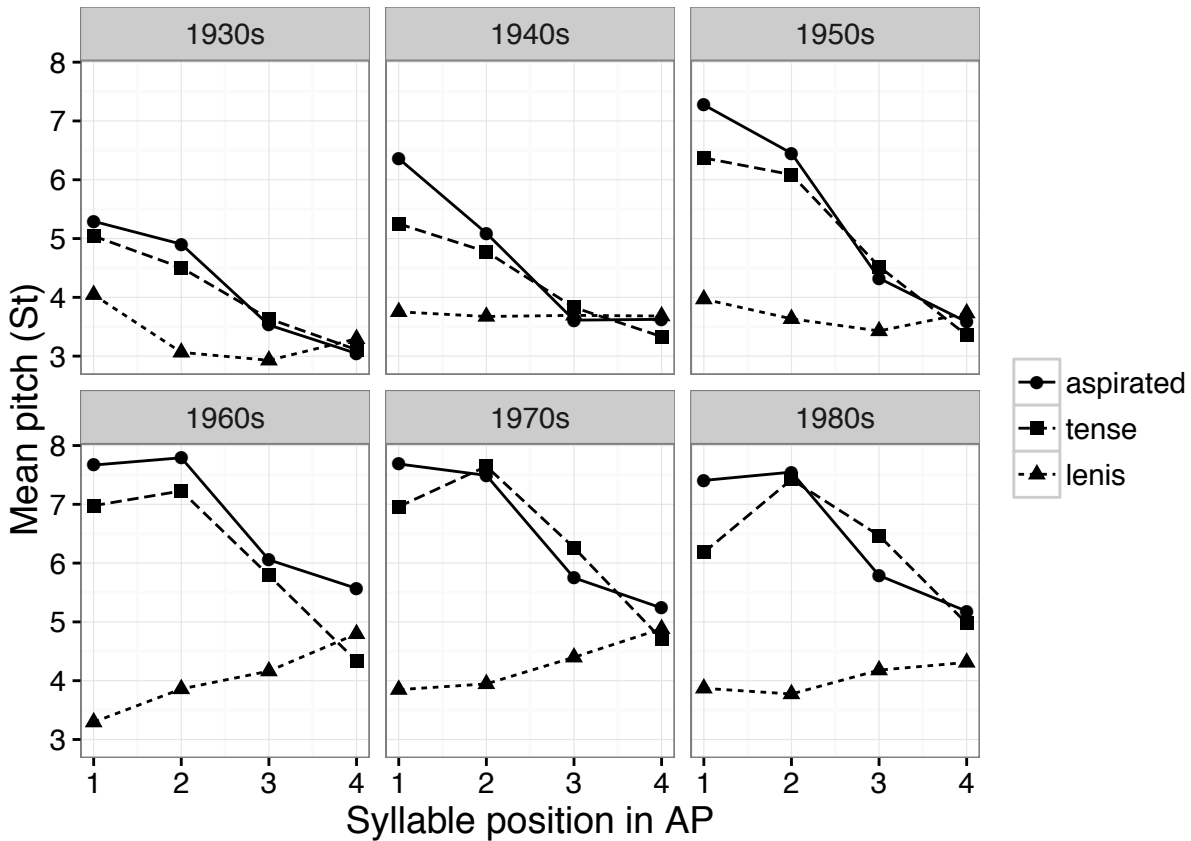 1930s
1940s
1950s
8
7
6
5
4
3
1960s
1970s
1980s
8
7
6
5
4
3
1 2 3 4
1 2 3 4
1 2 3 4
Mean pitch (St)
Syllable position in AP
aspirated
tense
lenis